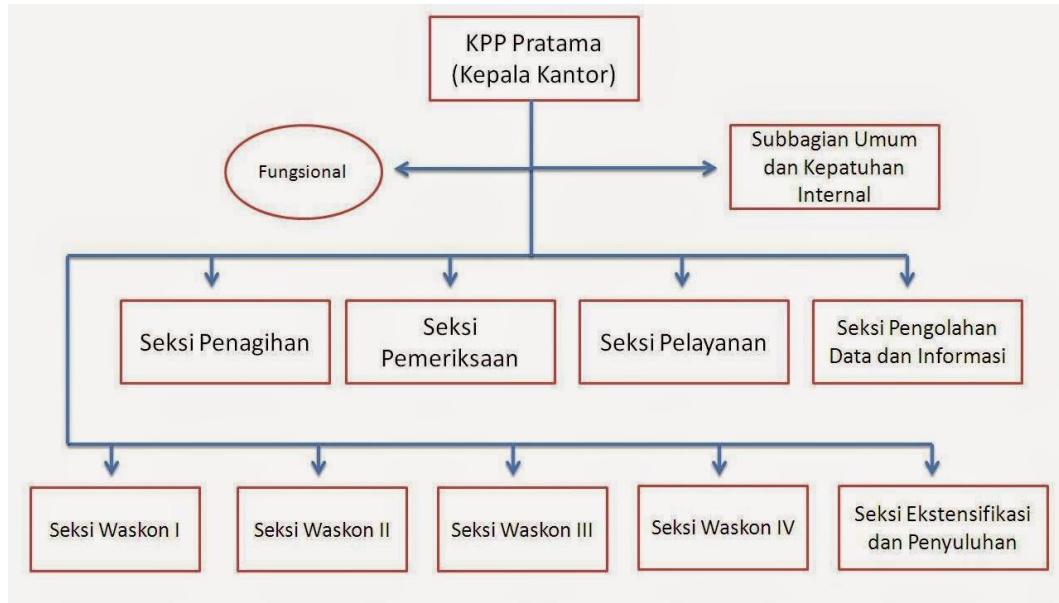 KPP Pratama
(Kepala Kantor)
Fungsional
Subbagian Umum
dan Kepatuhan
Internal
Seksi Penagihan
Seksi
Pemeriksaan
Seksi Pelayanan
Seksi Pengolahan
Data dan Informasi
Seksi Waskon I
Seksi Waskon II
Seksi Waskon III
Seksi Waskon IV
Seksi Ekstensifikasi
dan Penyuluhan